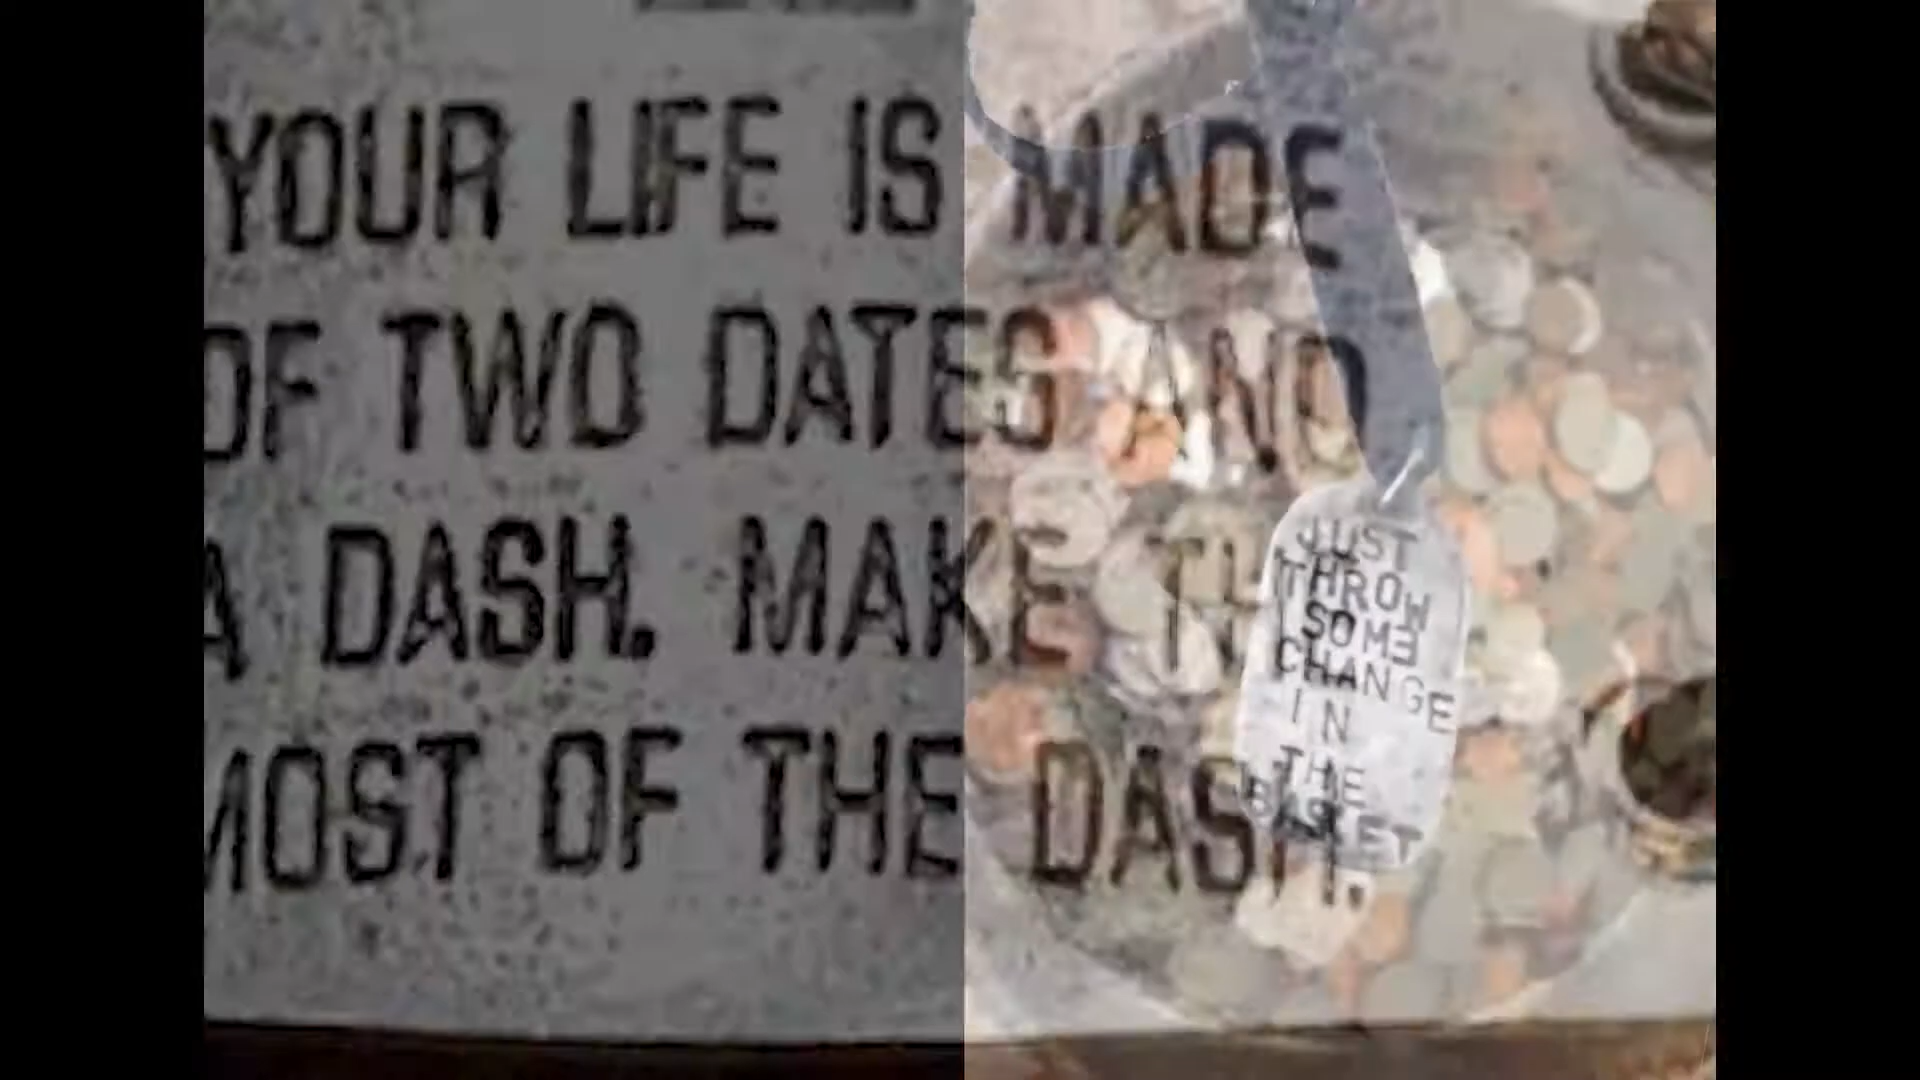 YOUR LIFE IS MADE
OF TWO DATES AND
A DASH. MAKE TH
MOST OF THE DASH.
JUST
THROW
SOME
CHANGE
IN
THE
BASKET